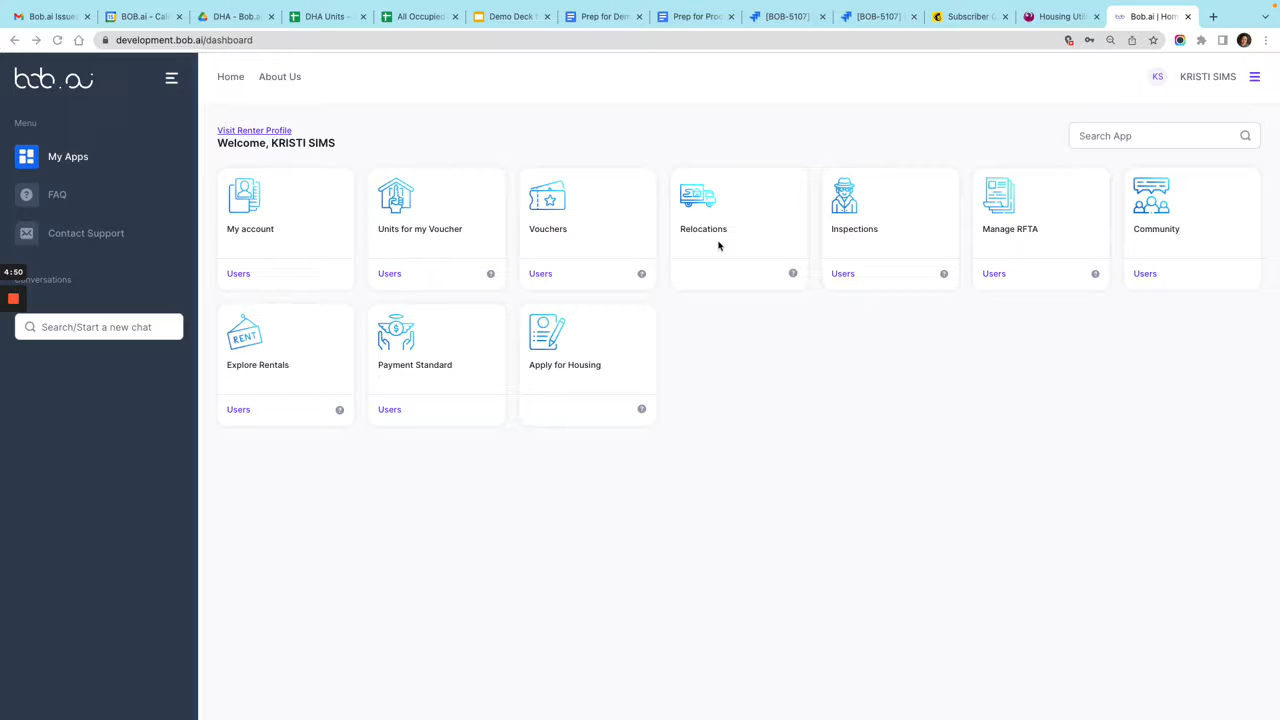 Bob.ai Issues
BOB.ai - Cal
DHA - Bob.a
DHA Units -
All Occupied
Demo Deck
Prep for Den
Prep for Proc
[BOB-5107]
[BOB-5107]
Subscriber C
Housing Util
Bob.ai | Hom
development.bob.ai/dashboard
bob.ai
Home
About Us
KS
KRISTI SIMS
Menu
My Apps
FAQ
Contact Support
4:50
Conversations
Search/Start a new chat
Visit Renter Profile
Welcome, KRISTI SIMS
Search App
My account
Units for my Voucher
Vouchers
Relocations
Inspections
Manage RFTA
Community
Users
Users
Users
Users
Users
Users
RENT
Explore Rentals
Payment Standard
Apply for Housing
Users
Users